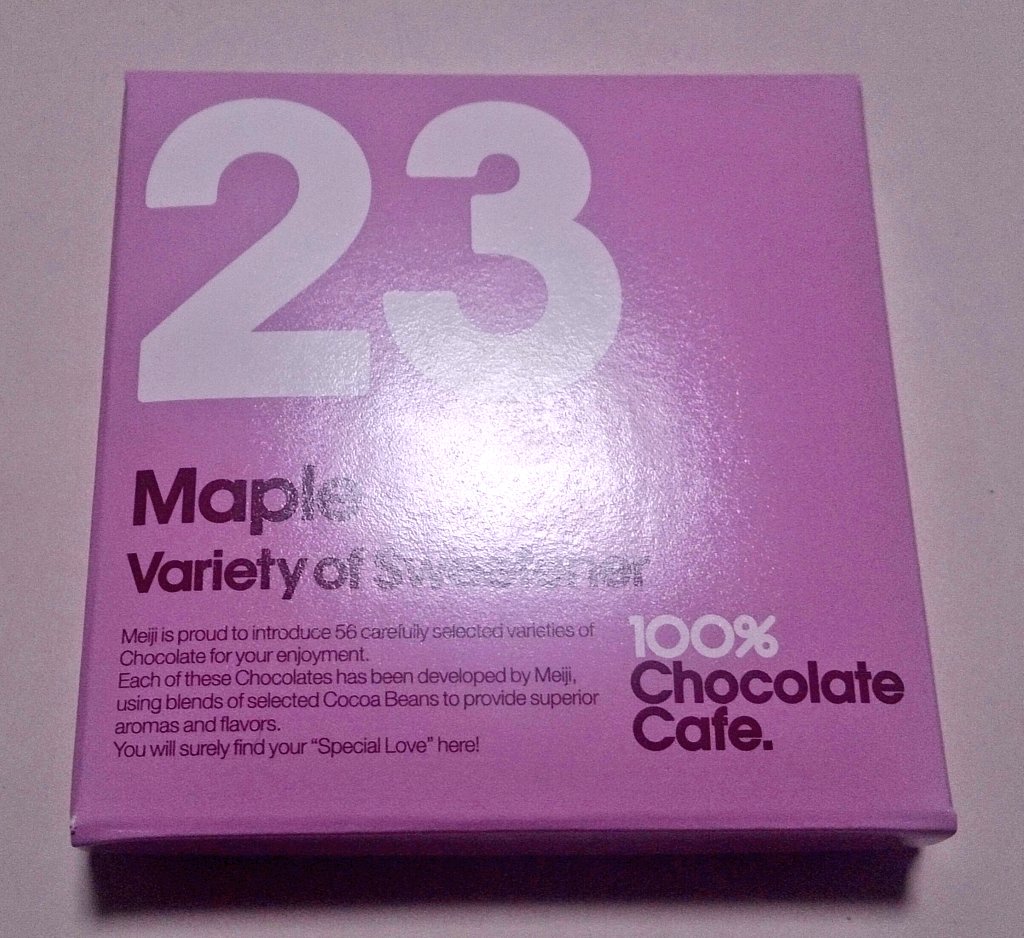 23
Maple
Variety of Sweetener
Meiji is proud to introduce 56 carefully selected varieties of
Chocolate for your enjoyment.
Each of these Chocolates has been developed by Meiji,
using blends of selected Cocoa Beans to provide superior
aromas and flavors.
You will surely find your “Special Love” here!
100%
Chocolate
Cafe.